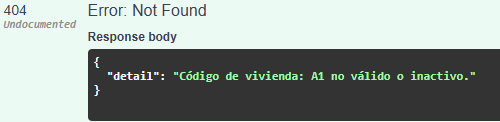 404
Undocumented
Error: Not Found
Response body
{
"detail": "Código de vivienda: A1 no válido o inactivo."
}